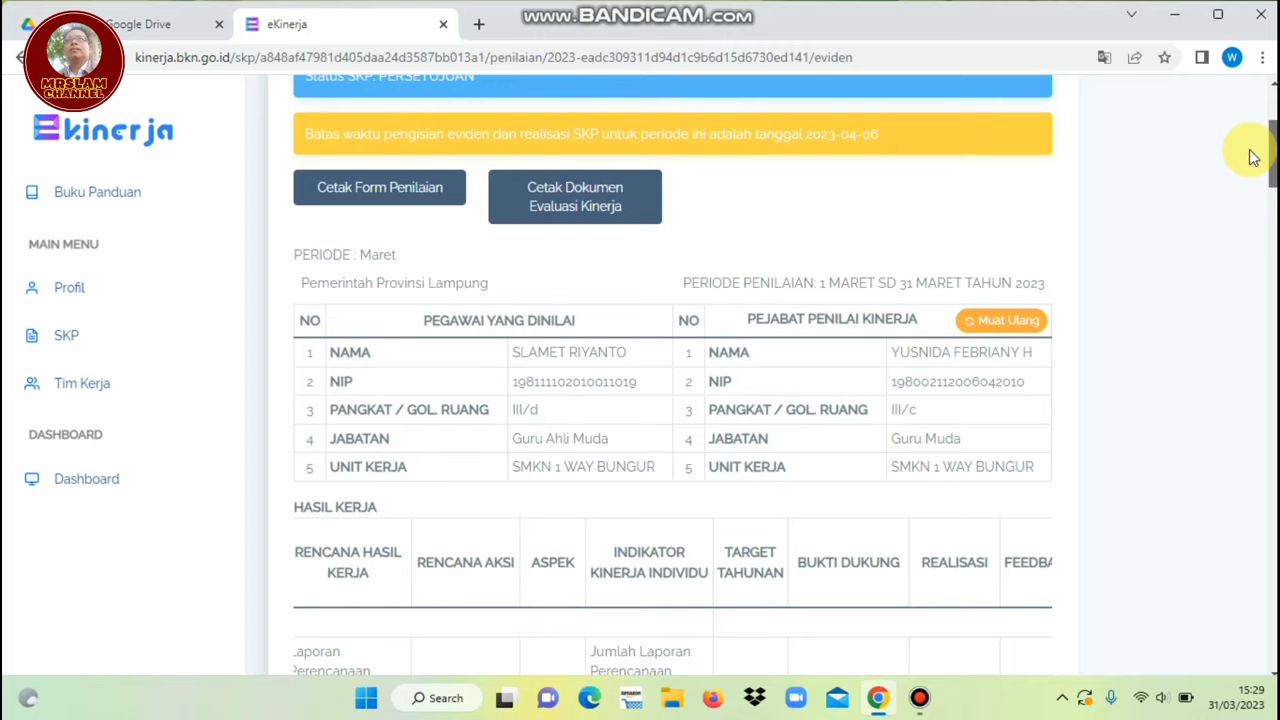 www.BANDICAM.com
Google Drive
eKinerja
kinerja.bkn.go.id/skp/a848af47981d405daa24d3587bb013a1/penilaian/2023-eadc309311d94d1c9b6d15d6730ed141/eviden
W
MRSLAM
CHANNEL
Status SKP: PERSETUJUAN
Ekinerja
Batas waktu pengisian eviden dan realisasi SKP untuk periode ini adalah tanggal 2023-04-06
Buku Panduan
Cetak Form Penilaian
Cetak Dokumen
Evaluasi Kinerja
MAIN MENU
PERIODE : Maret
Profil
Pemerintah Provinsi Lampung PERIODE PENILAIAN: 1 MARET SD 31 MARET TAHUN 2023
NO PEGAWAI YANG DINILAI NO PEJABAT PENILAI KINERJA Muat Ulang
SKP
1 NAMA SLAMET RIYANTO 1 NAMA YUSNIDA FEBRIANY H
Tim Kerja
2 NIP 198111102010011019 2 NIP 198002112006042010
3 PANGKAT / GOL. RUANG III/d 3 PANGKAT / GOL. RUANG III/c
DASHBOARD
4 JABATAN Guru Ahli Muda 4 JABATAN Guru Muda
5 UNIT KERJA SMKN 1 WAY BUNGUR 5 UNIT KERJA SMKN 1 WAY BUNGUR
Dashboard
HASIL KERJA
RENCANA HASIL
KERJA
RENCANA AKSI
ASPEK
INDIKATOR
KINERJA INDIVIDU
TARGET
TAHUNAN
BUKTI DUKUNG
REALISASI
FEEDBA
Laporan
Perencanaan
Jumlah Laporan
Perencanaan
Search
15:29
31/03/2023